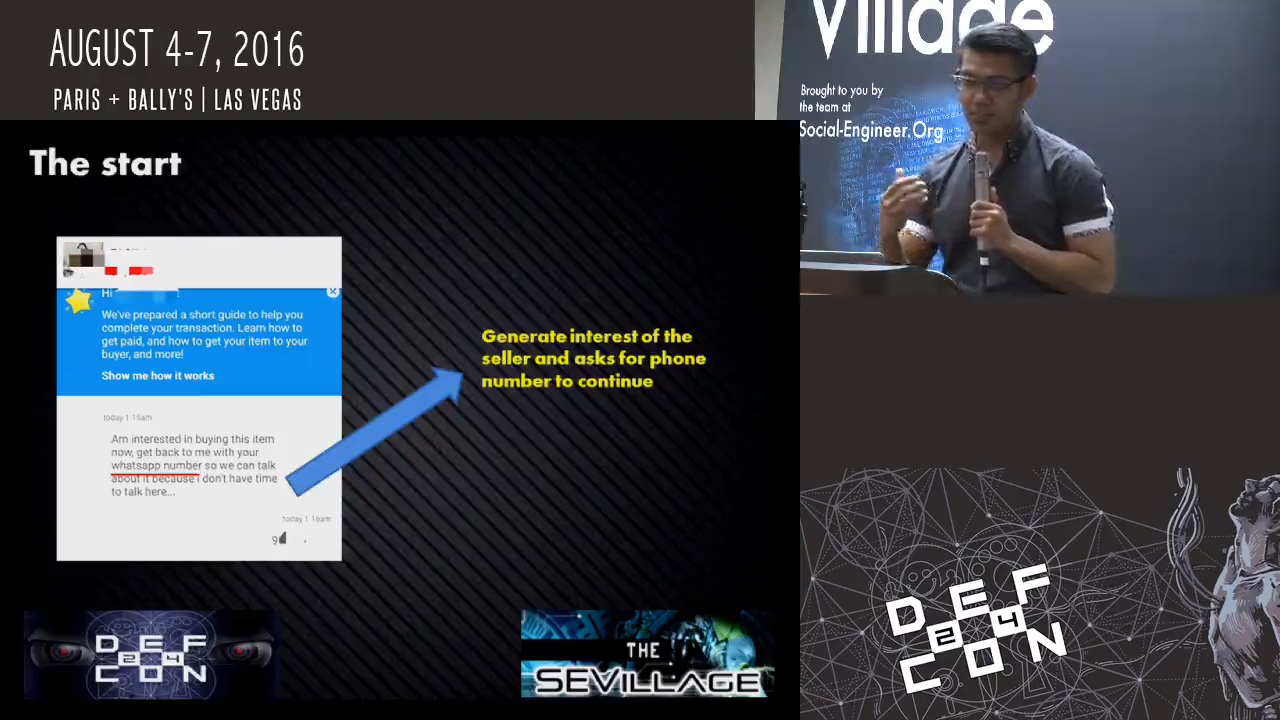 AUGUST 4-7, 2016
PARIS + BALLY'S | LAS VEGAS
Village
Brought to you by
the team at
Social-Engineer.Org
The start
Hi
We've prepared a short guide to help you
complete your transaction. Learn how to
get paid, and how to get your item to your
buyer, and more!
Show me how it works
today 1:15am
Am interested in buying this item
now, get back to me with your
whatsapp number so we can talk
about it because i don't have time
to talk here...
today 1:16am
Generate interest of the
seller and asks for phone
number to continue
DEF
24
CON
THE
SEVILLAGE
DEF
24
CON